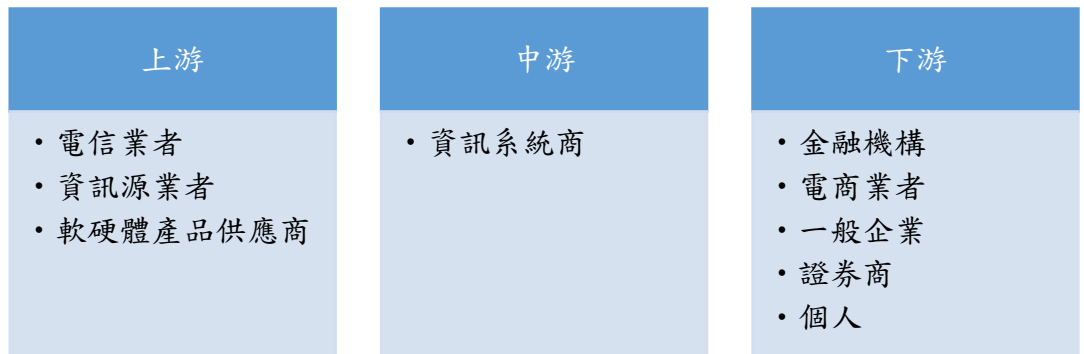 上游
・電信業者
・資訊源業者
・軟硬體產品供應商
中游
・資訊系統商
下游
・金融機構
・電商業者
・一般企業
・證券商
・個人